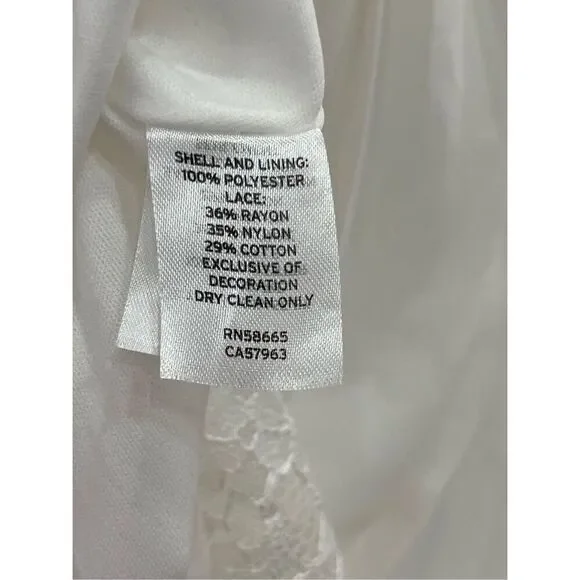 SHELL AND LINING:
100% POLYESTER
LACE:
36% RAYON
35% NYLON
29% COTTON
EXCLUSIVE OF
DECORATION
DRY CLEAN ONLY
RN58665
CA57963